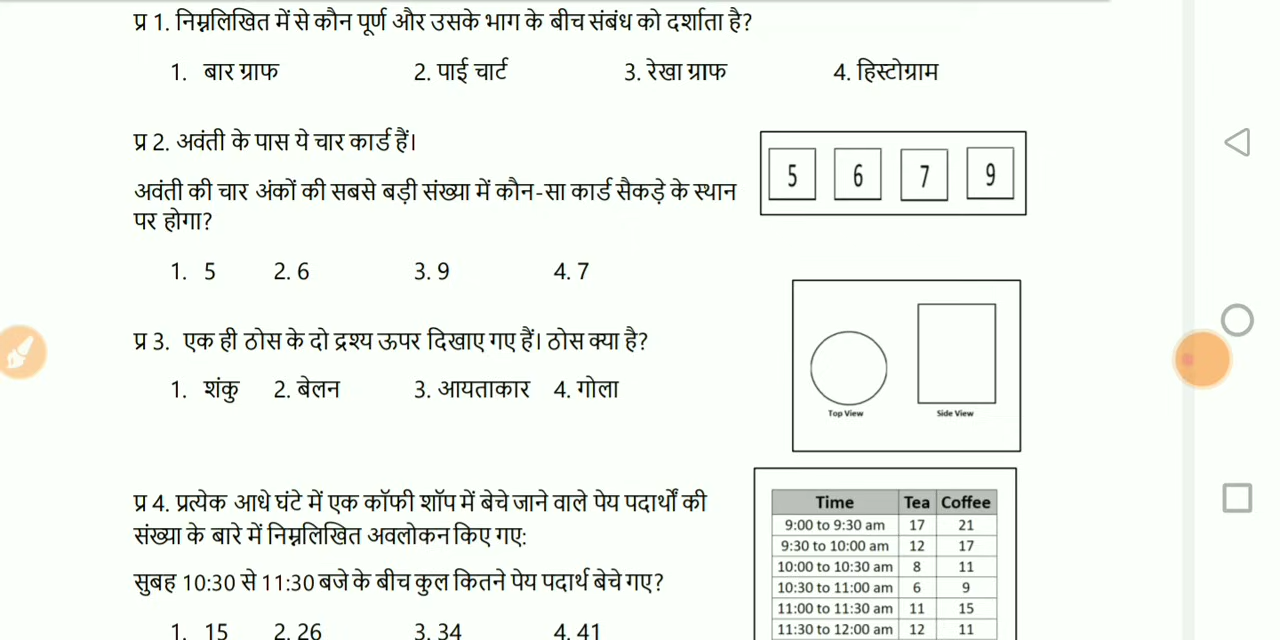 प्र 1. निम्नलिखित में से कौन पूर्ण और उसके भाग के बीच संबंध को दर्शाता है?
1. बार ग्राफ 2. पाई चार्ट 3. रेखा ग्राफ 4. हिस्टोग्राम
प्र 2. अवंती के पास ये चार कार्ड हैं।
5 6 7 9
अवंती की चार अंकों की सबसे बड़ी संख्या में कौन-सा कार्ड सैकड़े के स्थान
पर होगा?
1. 5 2. 6 3. 9 4. 7
प्र 3. एक ही ठोस के दो द्रश्य ऊपर दिखाए गए हैं। ठोस क्या है?
1. शंकु 2. बेलन 3. आयताकार 4. गोला
Top View Side View
प्र 4. प्रत्येक आधे घंटे में एक कॉफी शॉप में बेचे जाने वाले पेय पदार्थों की
संख्या के बारे में निम्नलिखित अवलोकन किए गए:
सुबह 10:30 से 11:30 बजे के बीच कुल कितने पेय पदार्थ बेचे गए?
1. 15 2. 26 3. 34 4. 41
Time Tea Coffee
9:00 to 9:30 am 17 21
9:30 to 10:00 am 12 17
10:00 to 10:30 am 8 11
10:30 to 11:00 am 6 9
11:00 to 11:30 am 11 15
11:30 to 12:00 am 12 11